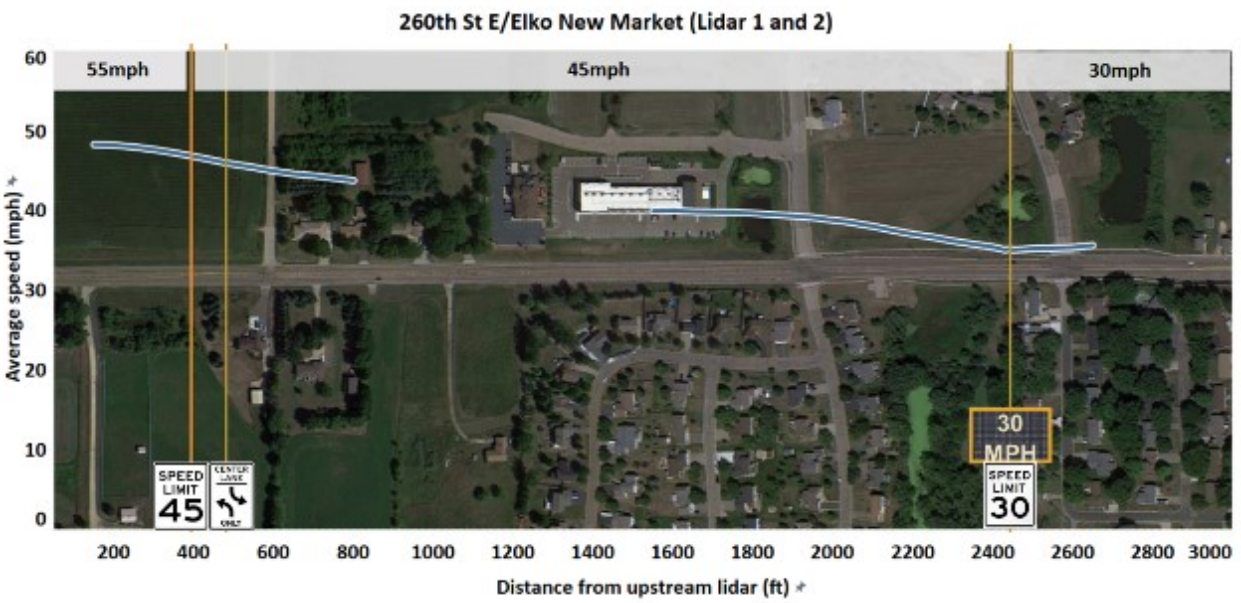 260th St E/Elko New Market (Lidar 1 and 2)
55mph
45mph
30mph
Average speed (mph)
60
50
40
30
20
10
0
SPEED
LIMIT
45
CENTER
LANE
ONLY
30
MPH
SPEED
LIMIT
30
200 400 600 800 1000 1200 1400 1600 1800 2000 2200 2400 2600 2800 3000
Distance from upstream lidar (ft)